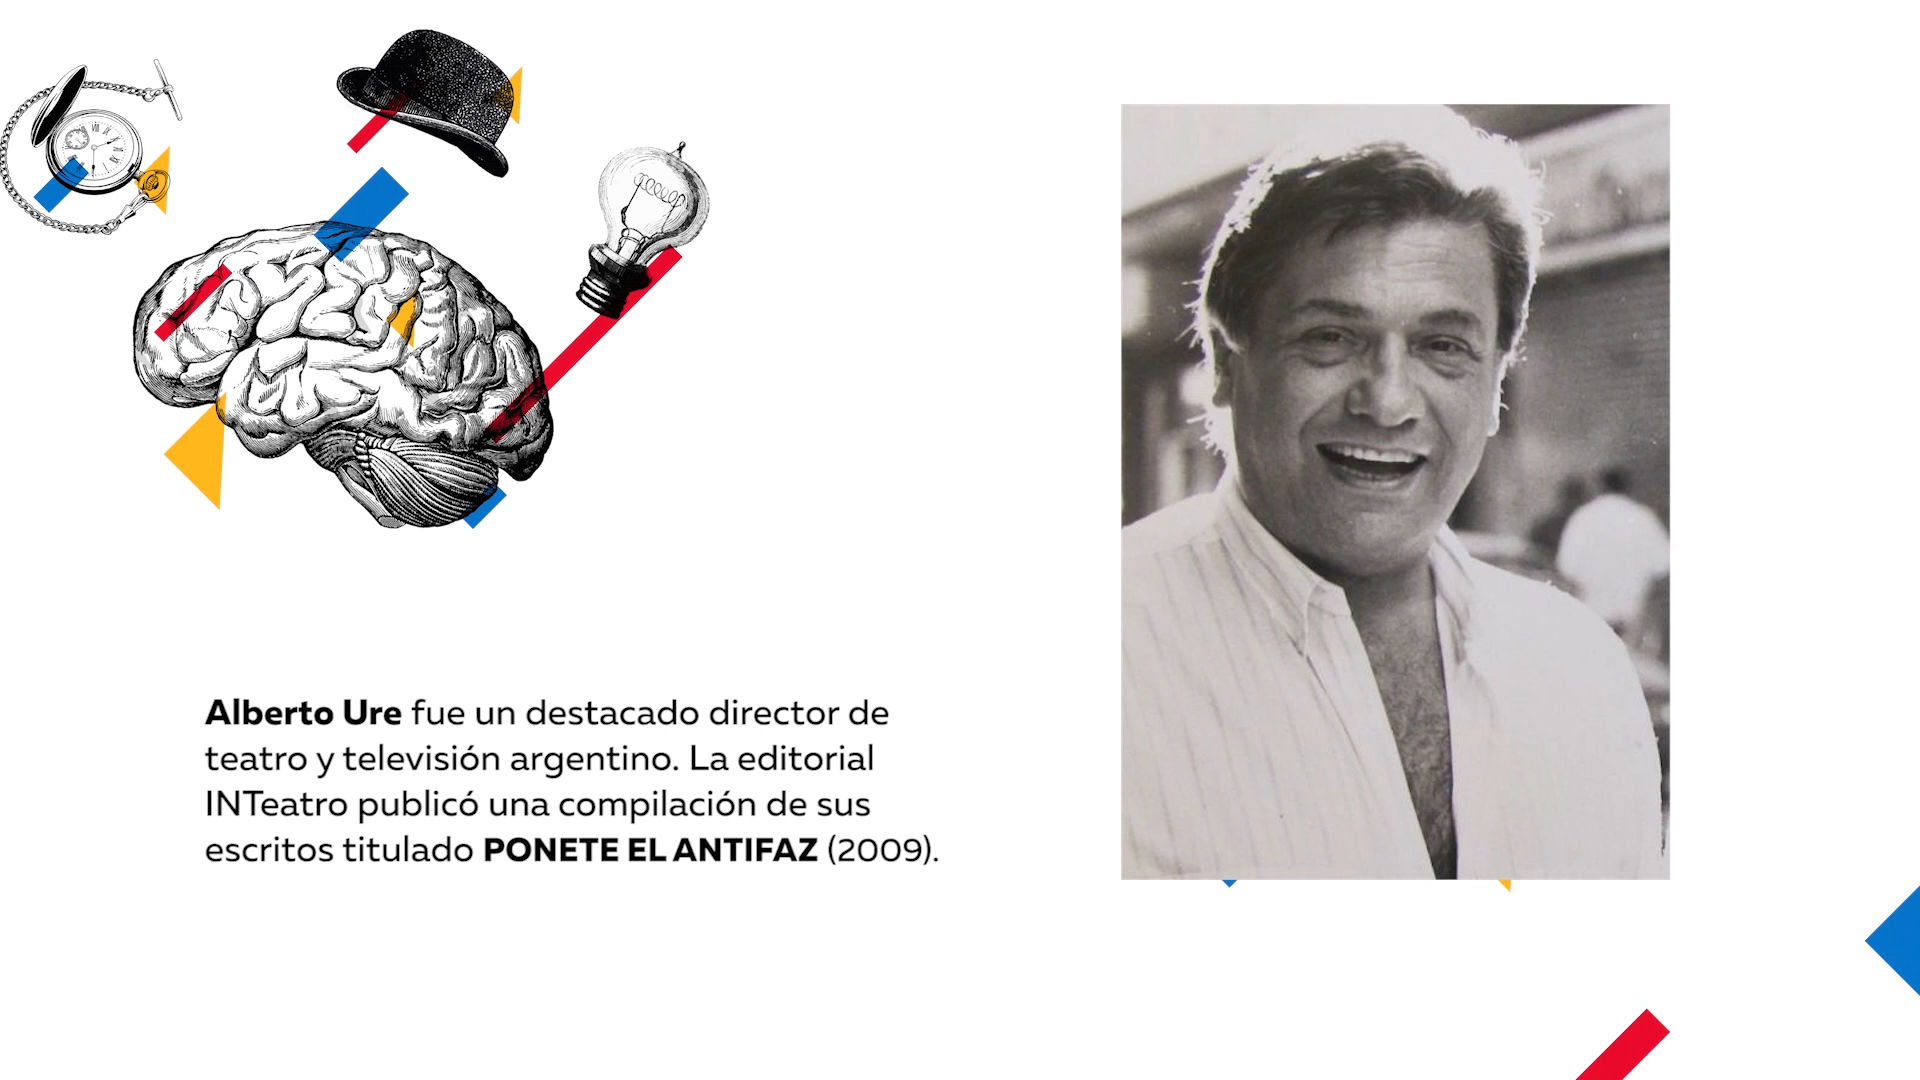 Alberto Ure fue un destacado director de
teatro y televisión argentino. La editorial
INTeatro publicó una compilación de sus
escritos titulado PONETE EL ANTIFAZ (2009).